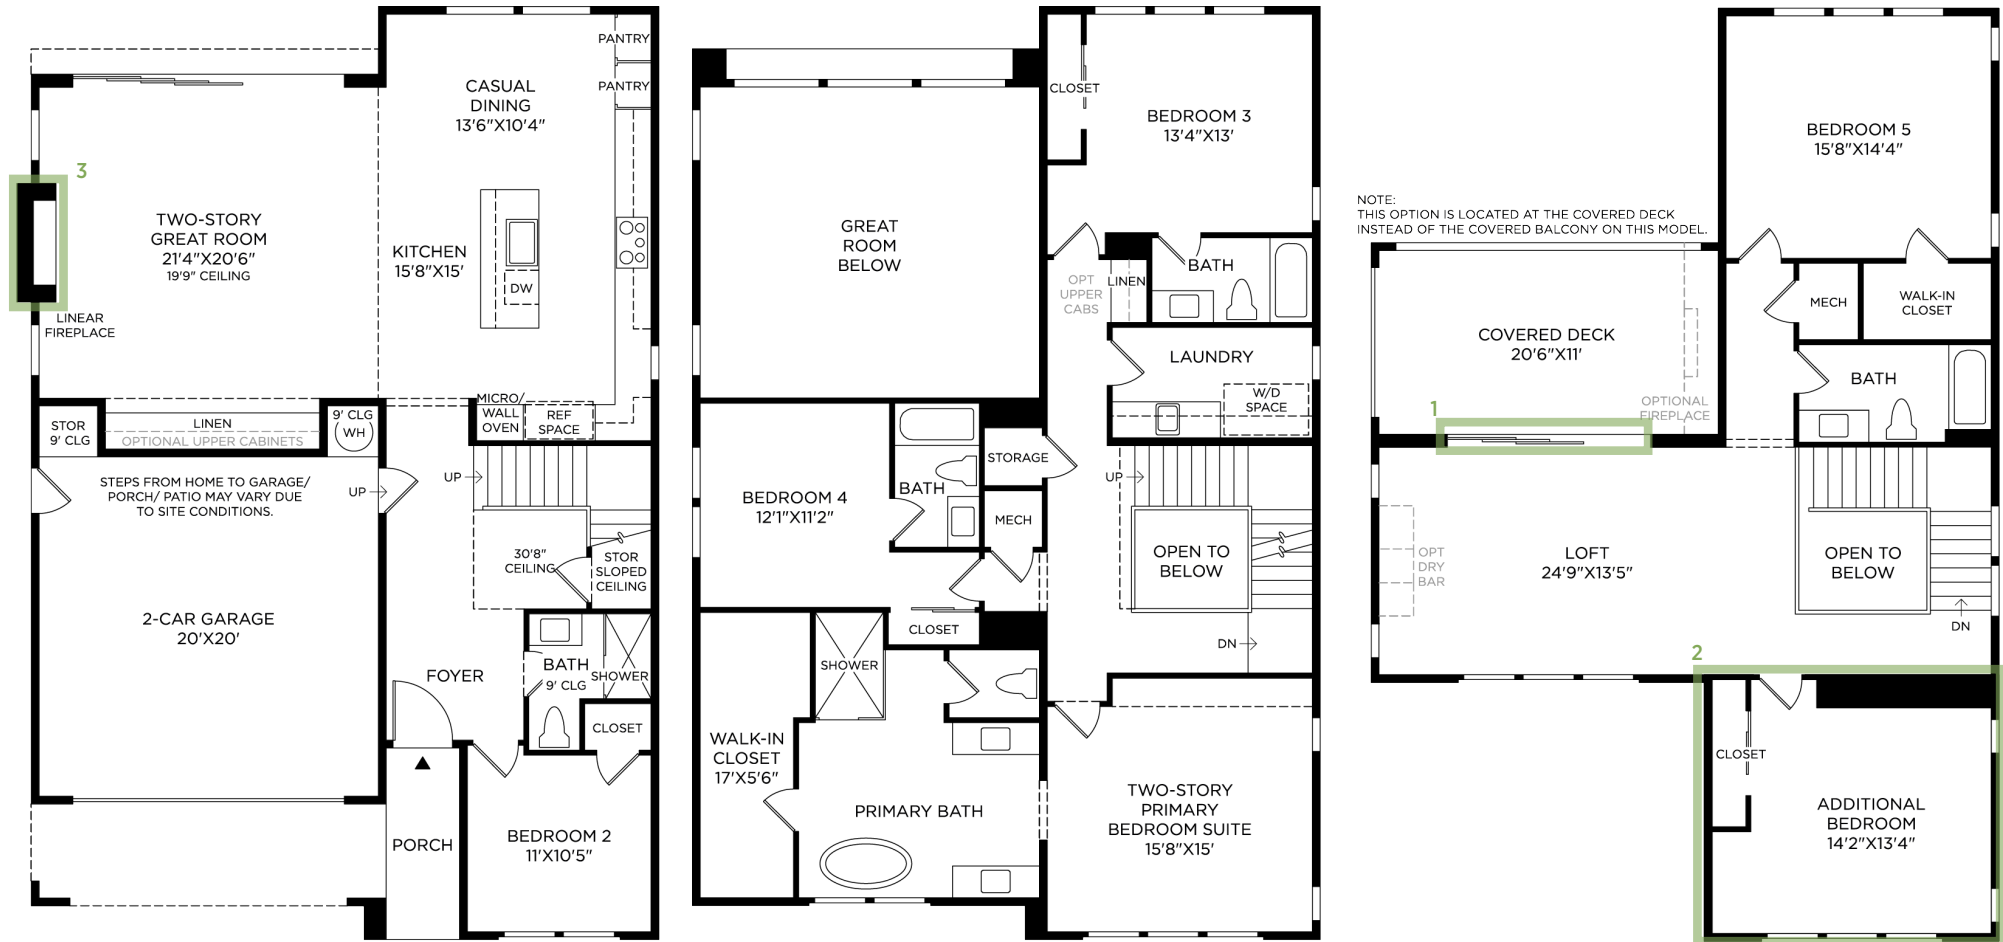 PANTRY
PANTRY
CASUAL
DINING
13'6"X10'4"
3
TWO-STORY
GREAT ROOM
21'4"X20'6"
19'9" CEILING
KITCHEN
15'8"X15'
DW
LINEAR
FIREPLACE
STOR
9' CLG
LINEN
OPTIONAL UPPER CABINETS
9' CLG
WH
MICRO/
WALL
OVEN
REF
SPACE
STEPS FROM HOME TO GARAGE/
PORCH/ PATIO MAY VARY DUE
TO SITE CONDITIONS.
UP
UP
30'8"
CEILING
STOR
SLOPED
CEILING
2-CAR GARAGE
20'X20'
FOYER
BATH
9' CLG
SHOWER
CLOSET
PORCH
BEDROOM 2
11'X10'5"
CLOSET
BEDROOM 3
13'4"X13'
GREAT
ROOM
BELOW
OPT
UPPER
CABS
LINEN
BATH
LAUNDRY
W/D
SPACE
STORAGE
BEDROOM 4
12'1"X11'2"
BATH
MECH
UP
OPEN TO
BELOW
CLOSET
DN
SHOWER
WALK-IN
CLOSET
17'X5'6"
PRIMARY BATH
TWO-STORY
PRIMARY
BEDROOM SUITE
15'8"X15'
BEDROOM 5
15'8"X14'4"
NOTE:
THIS OPTION IS LOCATED AT THE COVERED DECK
INSTEAD OF THE COVERED BALCONY ON THIS MODEL.
MECH
WALK-IN
CLOSET
COVERED DECK
20'6"X11'
BATH
1
OPTIONAL
FIREPLACE
OPT
DRY
BAR
LOFT
24'9"X13'5"
OPEN TO
BELOW
DN
2
CLOSET
ADDITIONAL
BEDROOM
14'2"X13'4"